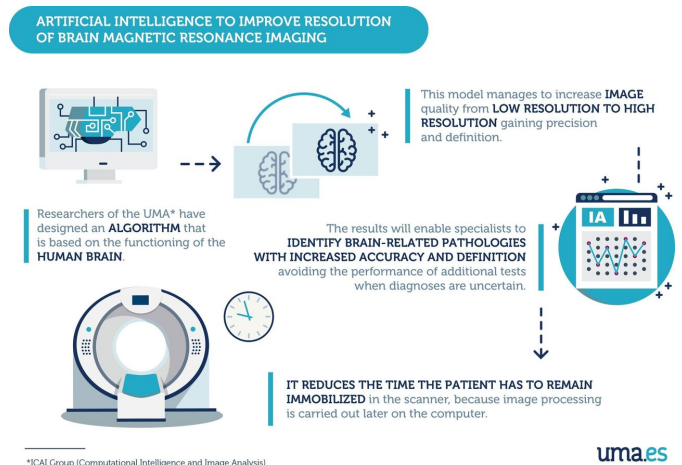 ARTIFICIAL INTELLIGENCE TO IMPROVE RESOLUTION
OF BRAIN MAGNETIC RESONANCE IMAGING
This model manages to increase IMAGE
quality from LOW RESOLUTION TO HIGH
RESOLUTION gaining precision
and definition.
Researchers of the UMA* have
designed an ALGORITHM that
is based on the functioning of the
HUMAN BRAIN.
IA
The results will enable specialists to
IDENTIFY BRAIN-RELATED PATHOLOGIES
WITH INCREASED ACCURACY AND DEFINITION
avoiding the performance of additional tests
when diagnoses are uncertain.
IT REDUCES THE TIME THE PATIENT HAS TO REMAIN
IMMOBILIZED in the scanner, because image processing
is carried out later on the computer.
*ICAI Group (Computational Intelligence and Image Analysis)
uma.es